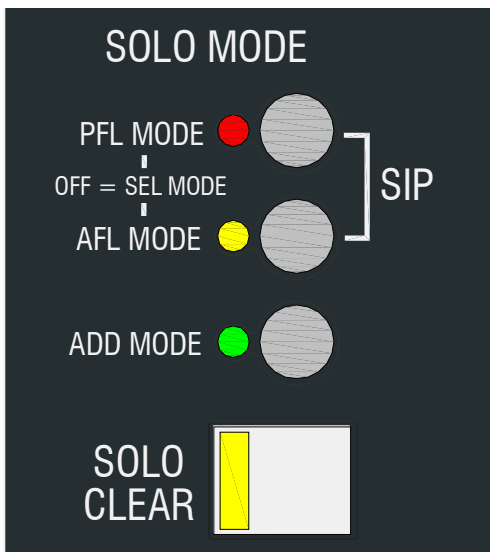 SOLO MODE
PFL MODE
OFF = SEL MODE
SIP
AFL MODE
ADD MODE
SOLO
CLEAR